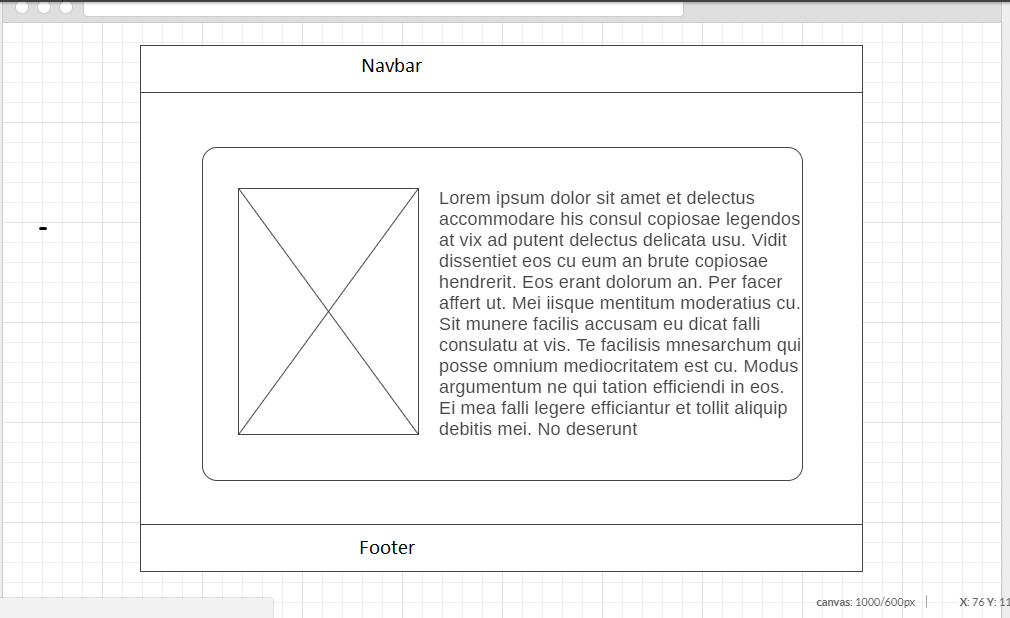 Navbar
Lorem ipsum dolor sit amet et delectus
accommodare his consul copiosae legendos
at vix ad putent delectus delicata usu. Vidit
dissentiet eos cu eum an brute copiosae
hendrerit. Eos erant dolorum an. Per facer
affert ut. Mei iisque mentitum moderatius cu.
Sit munere facilis accusam eu dicat falli
consulatu at vis. Te facilisis mnesarchum qui
posse omnium mediocritatem est cu. Modus
argumentum ne qui tation efficiendi in eos.
Ei mea falli legere efficiantur et tollit aliquip
debitis mei. No deserunt
Footer
canvas: 1000/600px X: 76 Y: 11